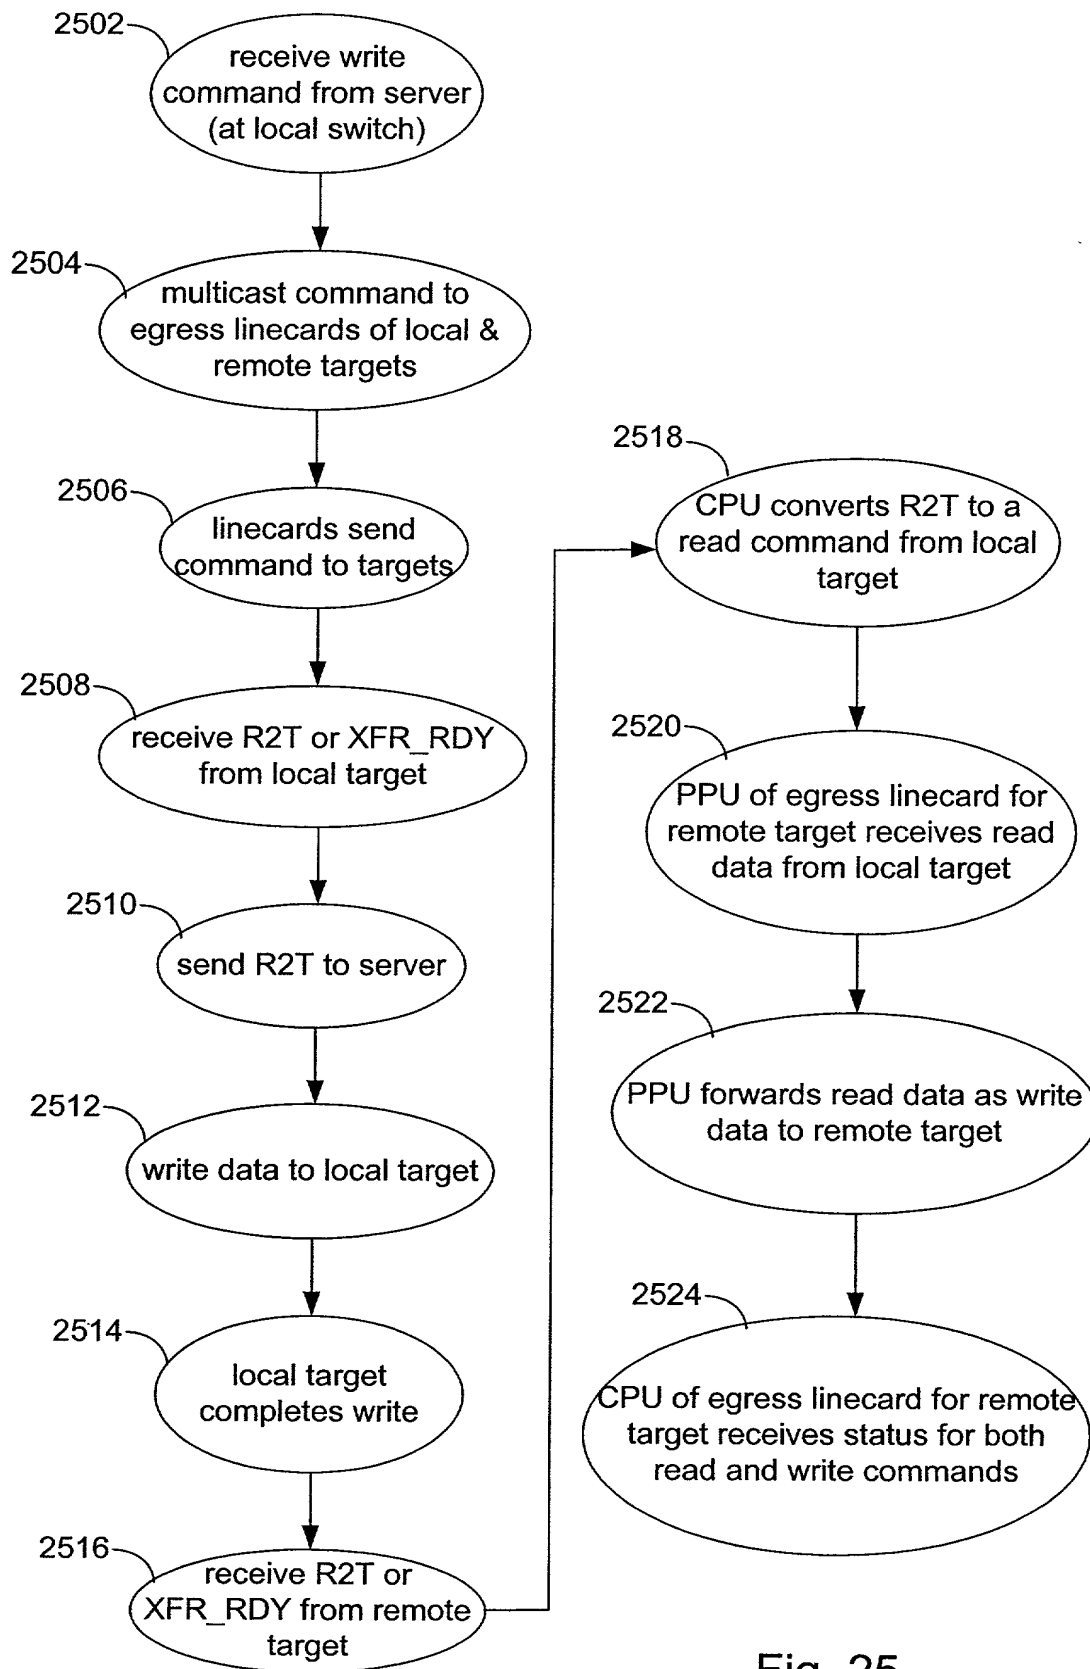 2502
receive write
command from server
(at local switch)
2504
multicast command to
egress linecards of local &
remote targets
2506
linecards send
command to targets
2508
receive R2T or XFR_RDY
from local target
2510
send R2T to server
2512
write data to local target
2514
local target
completes write
2516
receive R2T or
XFR_RDY from remote
target
2518
CPU converts R2T to a
read command from local
target
2520
PPU of egress linecard for
remote target receives read
data from local target
2522
PPU forwards read data as write
data to remote target
2524
CPU of egress linecard for remote
target receives status for both
read and write commands
Fig. 25